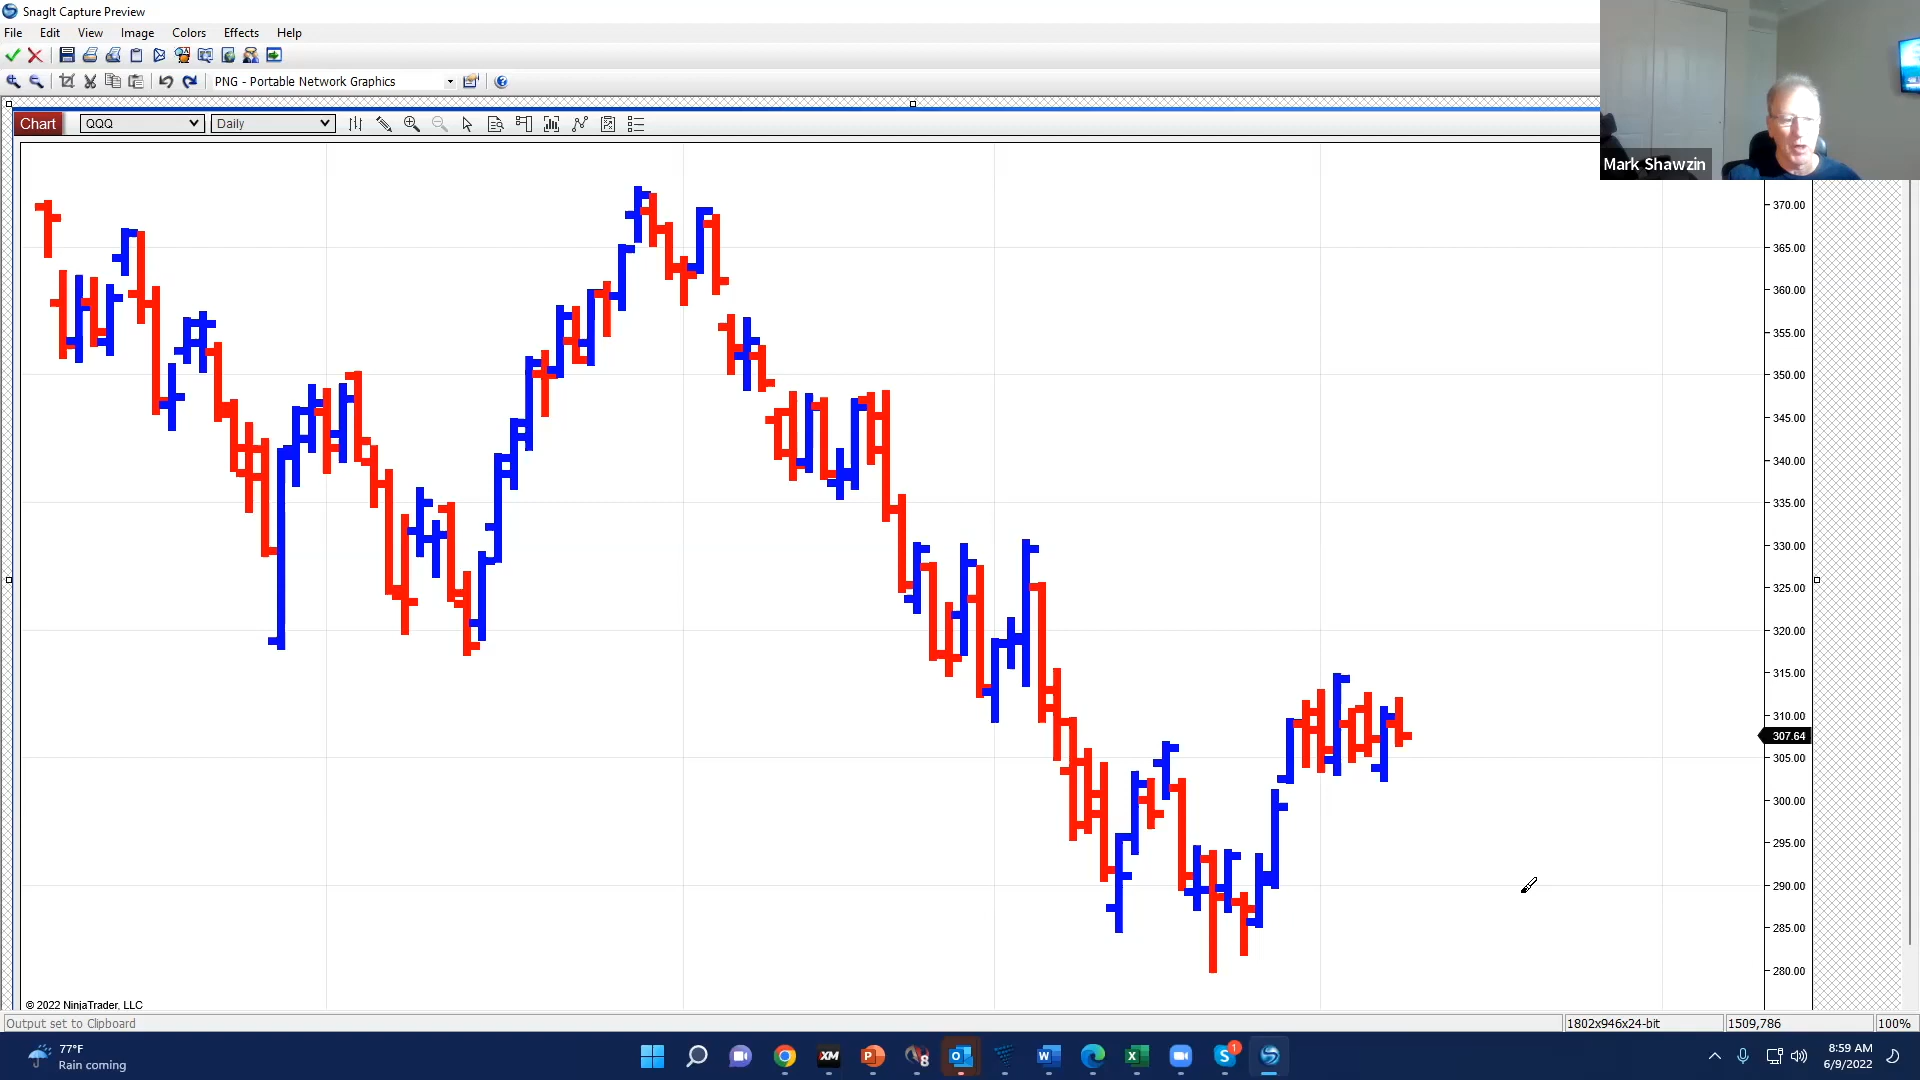 SnagIt Capture Preview
File Edit View Image Colors Effects Help
PNG - Portable Network Graphics
Chart QQQ Daily
Mark Shawzin
370.00
365.00
360.00
355.00
350.00
345.00
340.00
335.00
330.00
325.00
320.00
315.00
310.00
307.64
305.00
300.00
295.00
290.00
285.00
280.00
© 2022 NinjaTrader, LLC
Output set to Clipboard 1802x946x24-bit 1509,786 100%
77°F
Rain coming
XM
P
8
O
W
X
S
1
8:59 AM
6/9/2022